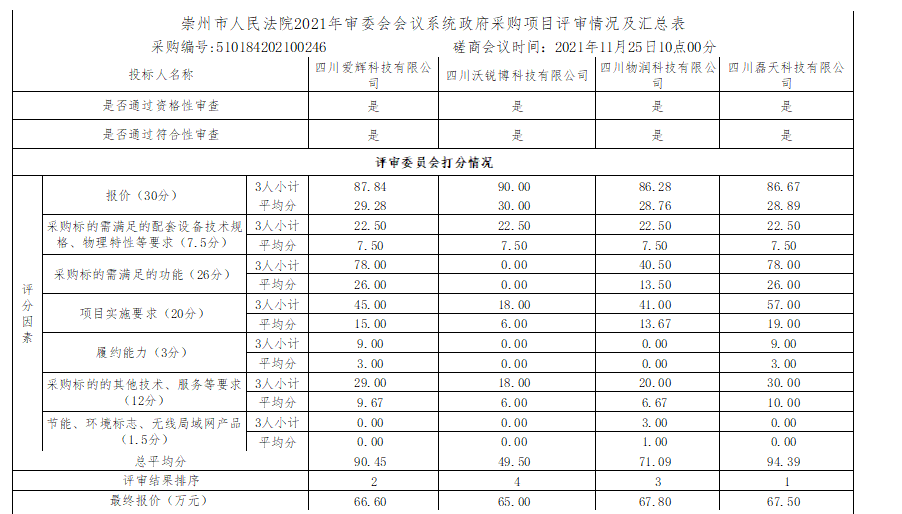 崇州市人民法院2021年审委会会议系统政府采购项目评审情况及汇总表
采购编号:510184202100246 磋商会议时间：2021年11月25日10点00分
投标人名称 四川爱辉科技有限公司 四川沃锐博科技有限公司 四川物润科技有限公司 四川磊天科技有限公司
是否通过资格性审查 是 是 是 是
是否通过符合性审查 是 是 是 是
评审委员会打分情况
评分因素
报价（30分） 3人小计 87.84 90.00 86.28 86.67
平均分 29.28 30.00 28.76 28.89
采购标的需满足的配套设备技术规格、物理特性等要求（7.5分） 3人小计 22.50 22.50 22.50 22.50
平均分 7.50 7.50 7.50 7.50
采购标的需满足的功能（26分） 3人小计 78.00 0.00 40.50 78.00
平均分 26.00 0.00 13.50 26.00
项目实施要求（20分） 3人小计 45.00 18.00 41.00 57.00
平均分 15.00 6.00 13.67 19.00
履约能力（3分） 3人小计 9.00 0.00 0.00 9.00
平均分 3.00 0.00 0.00 3.00
采购标的的其他技术、服务等要求（12分） 3人小计 29.00 18.00 20.00 30.00
平均分 9.67 6.00 6.67 10.00
节能、环境标志、无线局域网产品（1.5分） 3人小计 0.00 0.00 3.00 0.00
平均分 0.00 0.00 1.00 0.00
总平均分 90.45 49.50 71.09 94.39
评审结果排序 2 4 3 1
最终报价（万元） 66.60 65.00 67.80 67.50